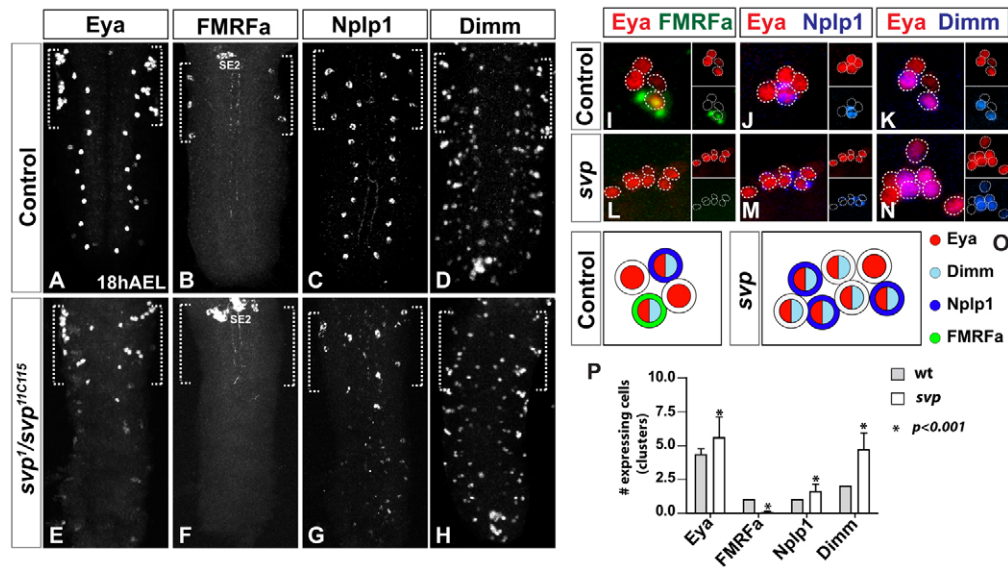 Eya FMRFa Nplp1 Dimm
Control
SE2
A 18hAEL B C D
svp1/svp11C115
SE2
E F G H
Eya FMRFa Eya Nplp1 Eya Dimm
Control
I J K
svp
L M N
Control
svp
O
Eya
Dimm
Nplp1
FMRFa
P
# expressing cells
(clusters)
10.0
7.5
5.0
2.5
0.0
* * * *
Eya FMRFa Nplp1 Dimm
wt
svp
* p<0.001